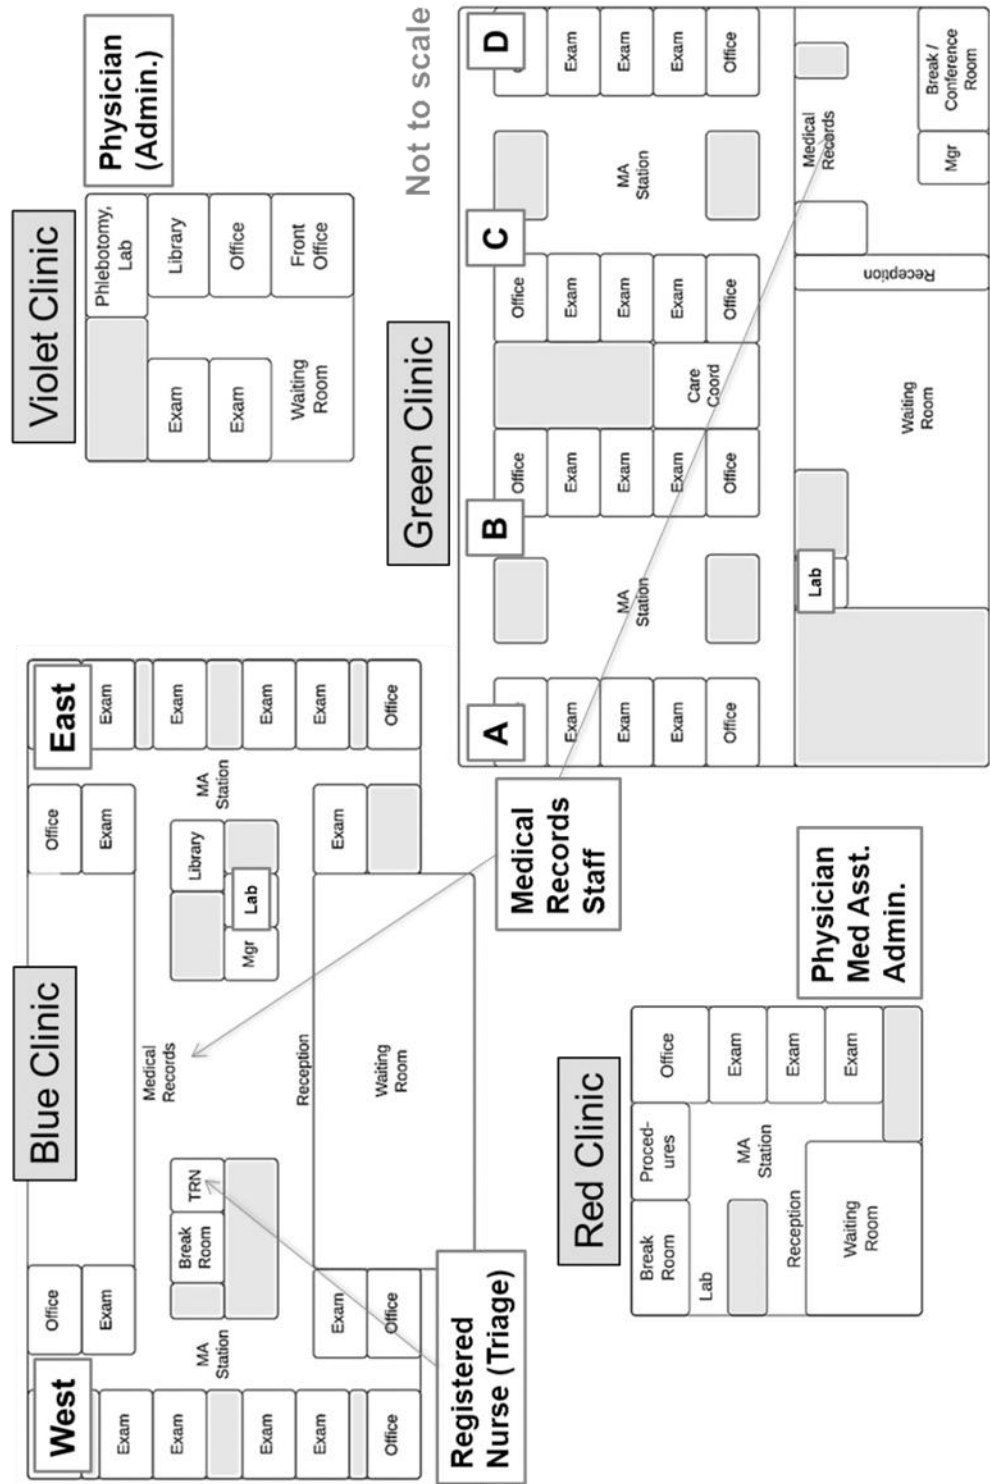 Blue Clinic
West
Office
Exam
Exam
Exam
Exam
Exam
Office
MA
Station
Exam
Office
Break
Room
TRN
Medical
Records
Reception
Waiting
Room
Mgr
Lab
Library
MA
Station
Office
Exam
Exam
East
Exam
Exam
Exam
Exam
Office
Registered
Nurse (Triage)
Medical
Records
Staff
Violet Clinic
Exam
Exam
Waiting
Room
Phlebotomy,
Lab
Library
Office
Front
Office
Physician
(Admin.)
Not to scale
Red Clinic
Break
Room
Proced-
ures
Office
Lab
MA
Station
Exam
Exam
Exam
Reception
Waiting
Room
Physician
Med Asst.
Admin.
Green Clinic
A
Exam
Exam
Exam
Office
MA
Station
B
Office
Exam
Exam
Exam
Office
Care
Coord
C
Office
Exam
Exam
Exam
Office
MA
Station
D
Exam
Exam
Exam
Office
Lab
Waiting
Room
Reception
Medical
Records
Mgr
Break /
Conference
Room